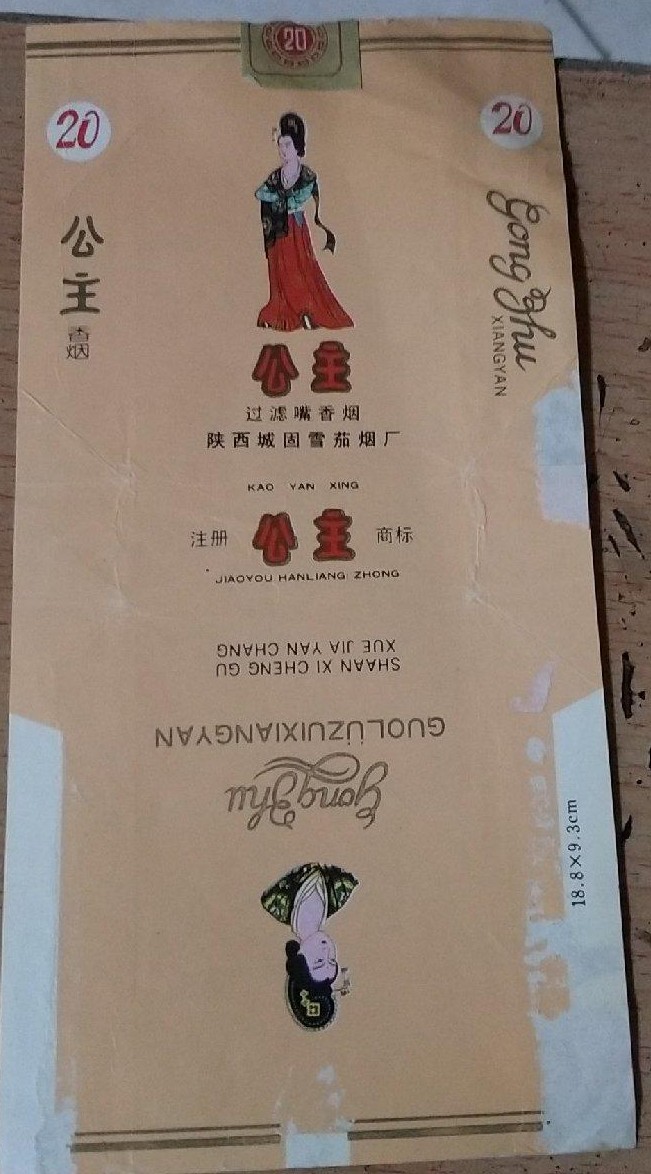 20
20
20
公主
香烟
Gong Zhu
XIANGYAN
公主
过滤嘴香烟
陕西城固雪茄烟厂
KAO YAN XING
注册 公主 商标
JIAOYOU HANLIANG: ZHONG
SHAAN XI CHENG GU
XUE JIA YAN CHANG
GUOLÜZUIXIANGYAN
Gong Zhu
18.8×9.3cm